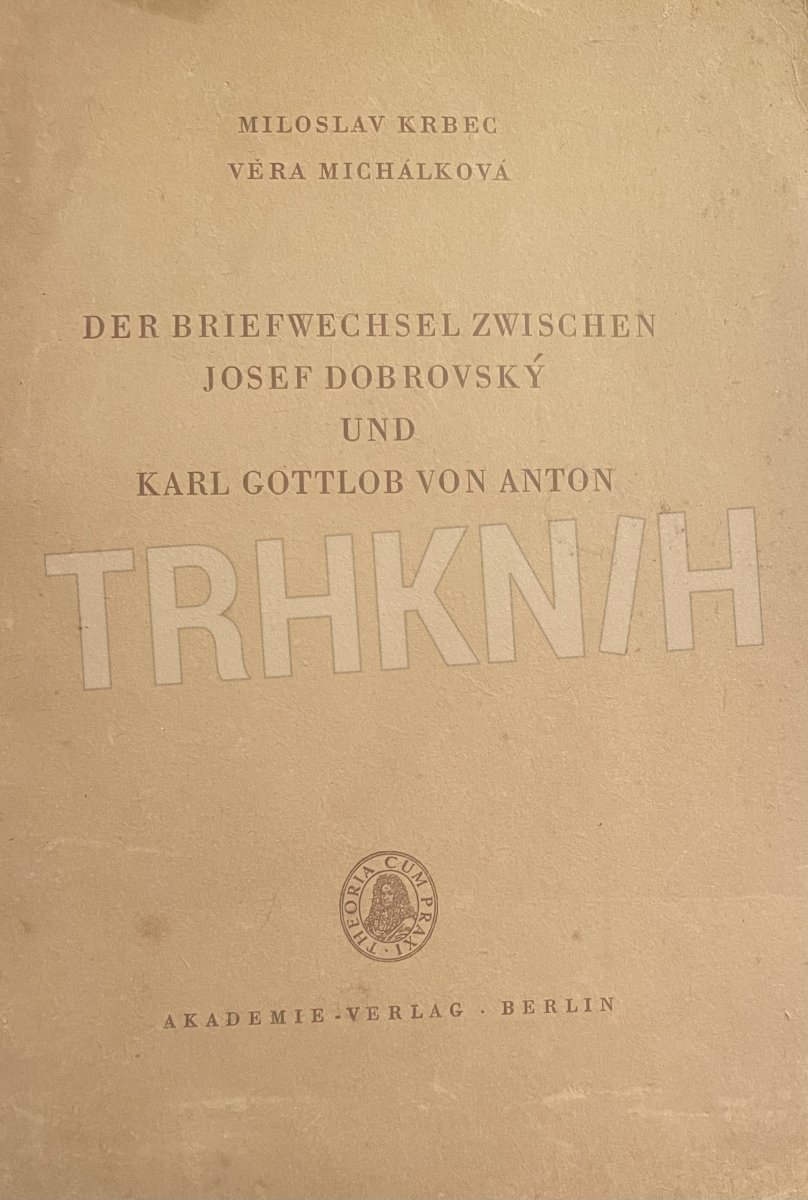 MILOSLAV KRBEC
VĚRA MICHÁLKOVÁ
DER BRIEFWECHSEL ZWISCHEN
JOSEF DOBROVSKÝ
UND
KARL GOTTLOB VON ANTON
TRHKNIH
THEORIA CUM PRAXI ·
AKADEMIE-VERLAG · BERLIN